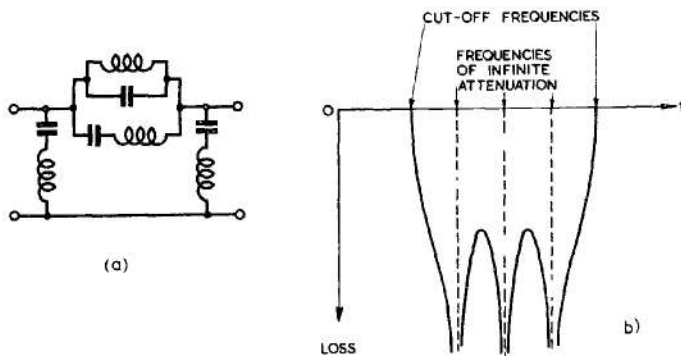 CUT-OFF FREQUENCIES
FREQUENCIES
OF INFINITE
ATTENUATION
O
f
(a)
b)
LOSS